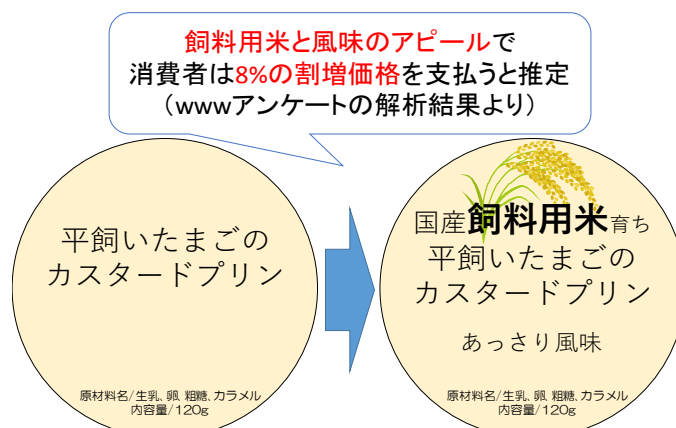 飼料用米と風味のアピールで
消費者は8%の割増価格を支払うと推定
（wwwアンケートの解析結果より）
平飼いたまごの
カスタードプリン
原材料名/生乳、卵、粗糖、カラメル
内容量/120g
国産飼料用米育ち
平飼いたまごの
カスタードプリン
あっさり風味
原材料名/生乳、卵、粗糖、カラメル
内容量/120g